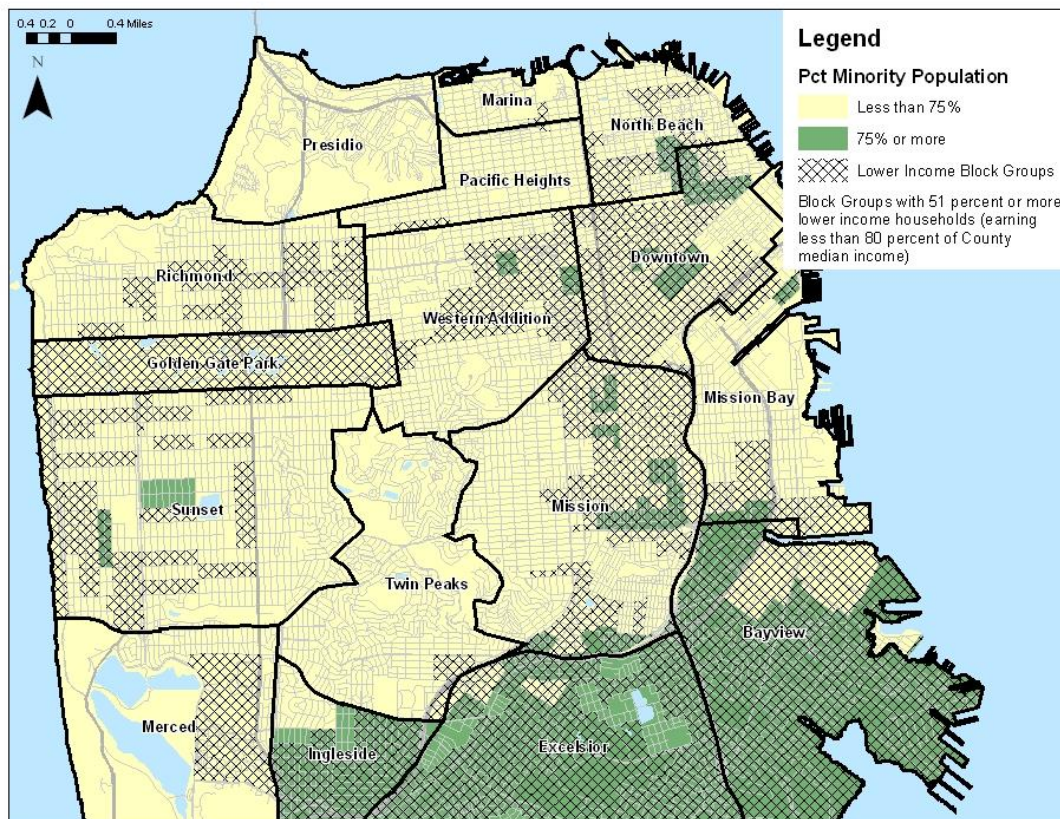 0.4 0.2 0 0.4 Miles
N
Legend
Pct Minority Population
Less than 75%
75% or more
Lower Income Block Groups
Block Groups with 51 percent or more
lower income households (earning
less than 80 percent of County
median income)
Marina
North Beach
Presidio
Pacific Heights
Richmond
Downtown
Western Addition
Golden Gate Park
Mission Bay
Sunset
Mission
Twin Peaks
Bayview
Merced
Ingleside
Excelsior